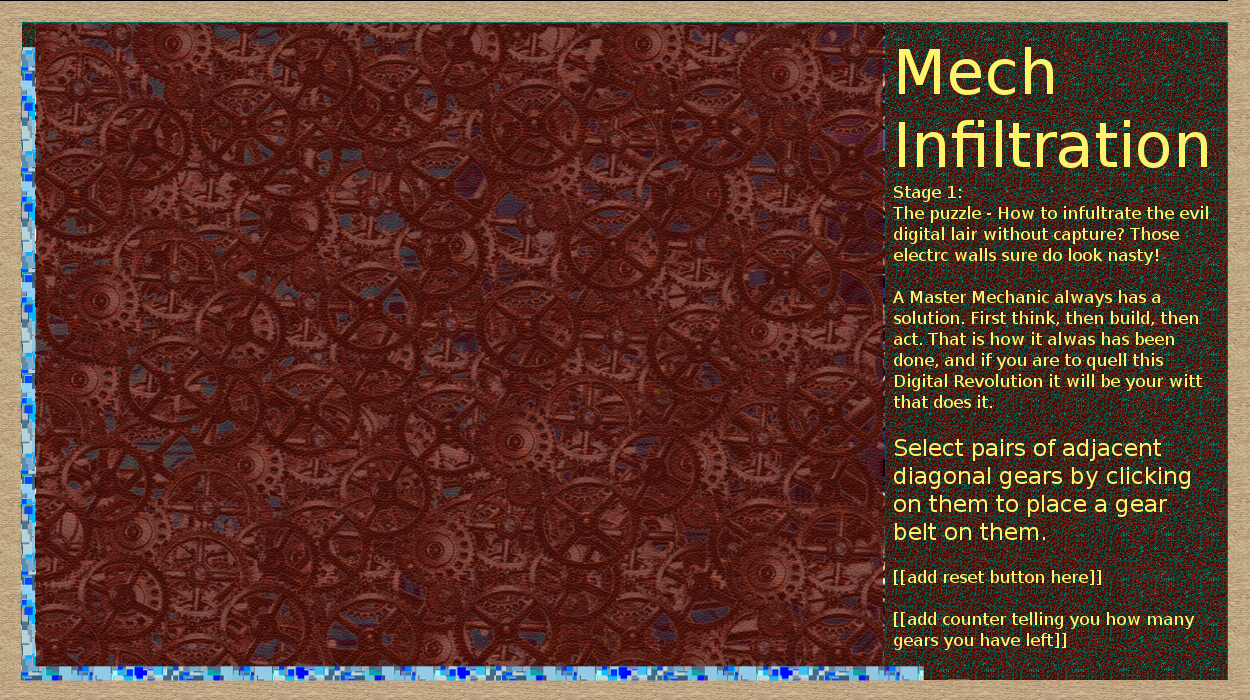 Mech
Infiltration
Stage 1:
The puzzle - How to infultrate the evil
digital lair without capture? Those
electrc walls sure do look nasty!
A Master Mechanic always has a
solution. First think, then build, then
act. That is how it alwas has been
done, and if you are to quell this
Digital Revolution it will be your witt
that does it.
Select pairs of adjacent
diagonal gears by clicking
on them to place a gear
belt on them.
[[add reset button here]]
[[add counter telling you how many
gears you have left]]